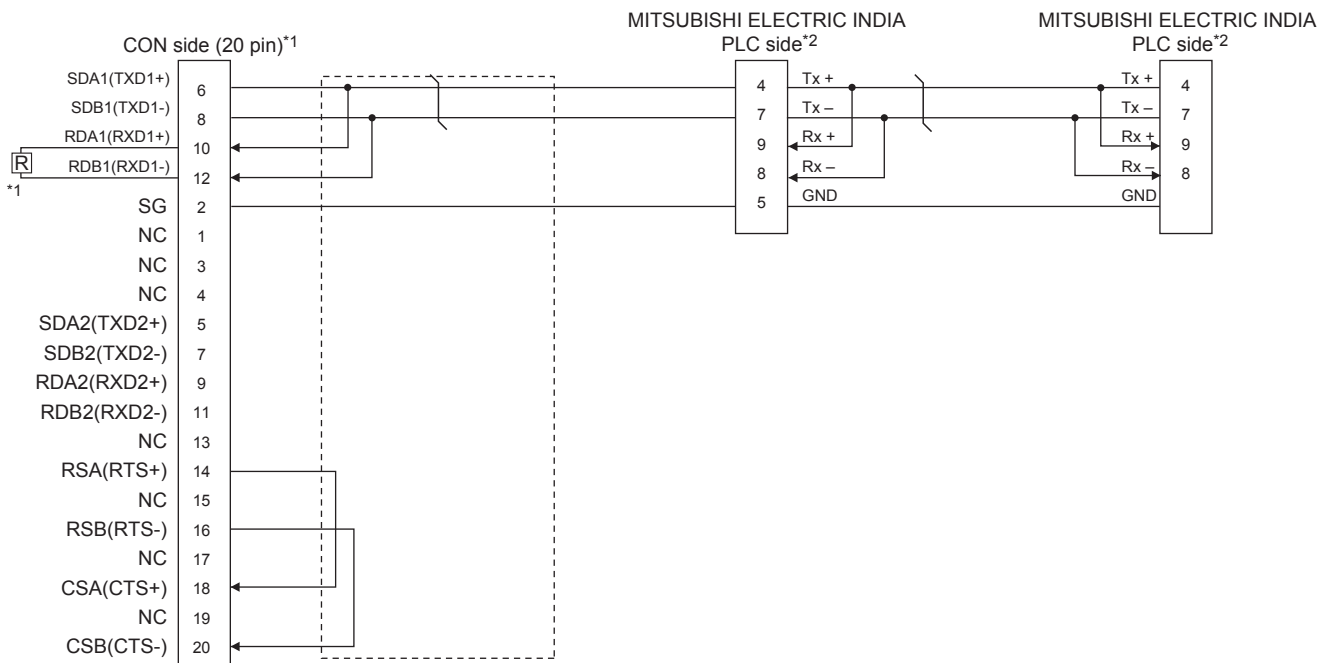 MITSUBISHI ELECTRIC INDIA
PLC side*2
MITSUBISHI ELECTRIC INDIA
PLC side*2
CON side (20 pin)*1
SDA1(TXD1+) 6
SDB1(TXD1-) 8
RDA1(RXD1+) 10
RDB1(RXD1-) 12
R
*1
SG 2
NC 1
NC 3
NC 4
SDA2(TXD2+) 5
SDB2(TXD2-) 7
RDA2(RXD2+) 9
RDB2(RXD2-) 11
NC 13
RSA(RTS+) 14
NC 15
RSB(RTS-) 16
NC 17
CSA(CTS+) 18
NC 19
CSB(CTS-) 20
4 Tx +
7 Tx –
9 Rx +
8 Rx –
5 GND
Tx + 4
Tx – 7
Rx + 9
Rx – 8
GND